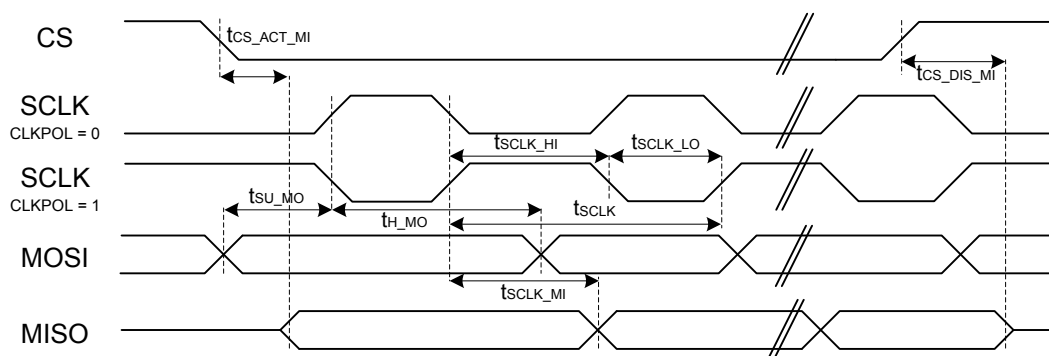 CS
tCS_ACT_MI
tCS_DIS_MI
SCLK
CLKPOL = 0
tSCLK_HI
tSCLK_LO
SCLK
CLKPOL = 1
tSU_MO
tH_MO
tSCLK
MOSI
tSCLK_MI
MISO